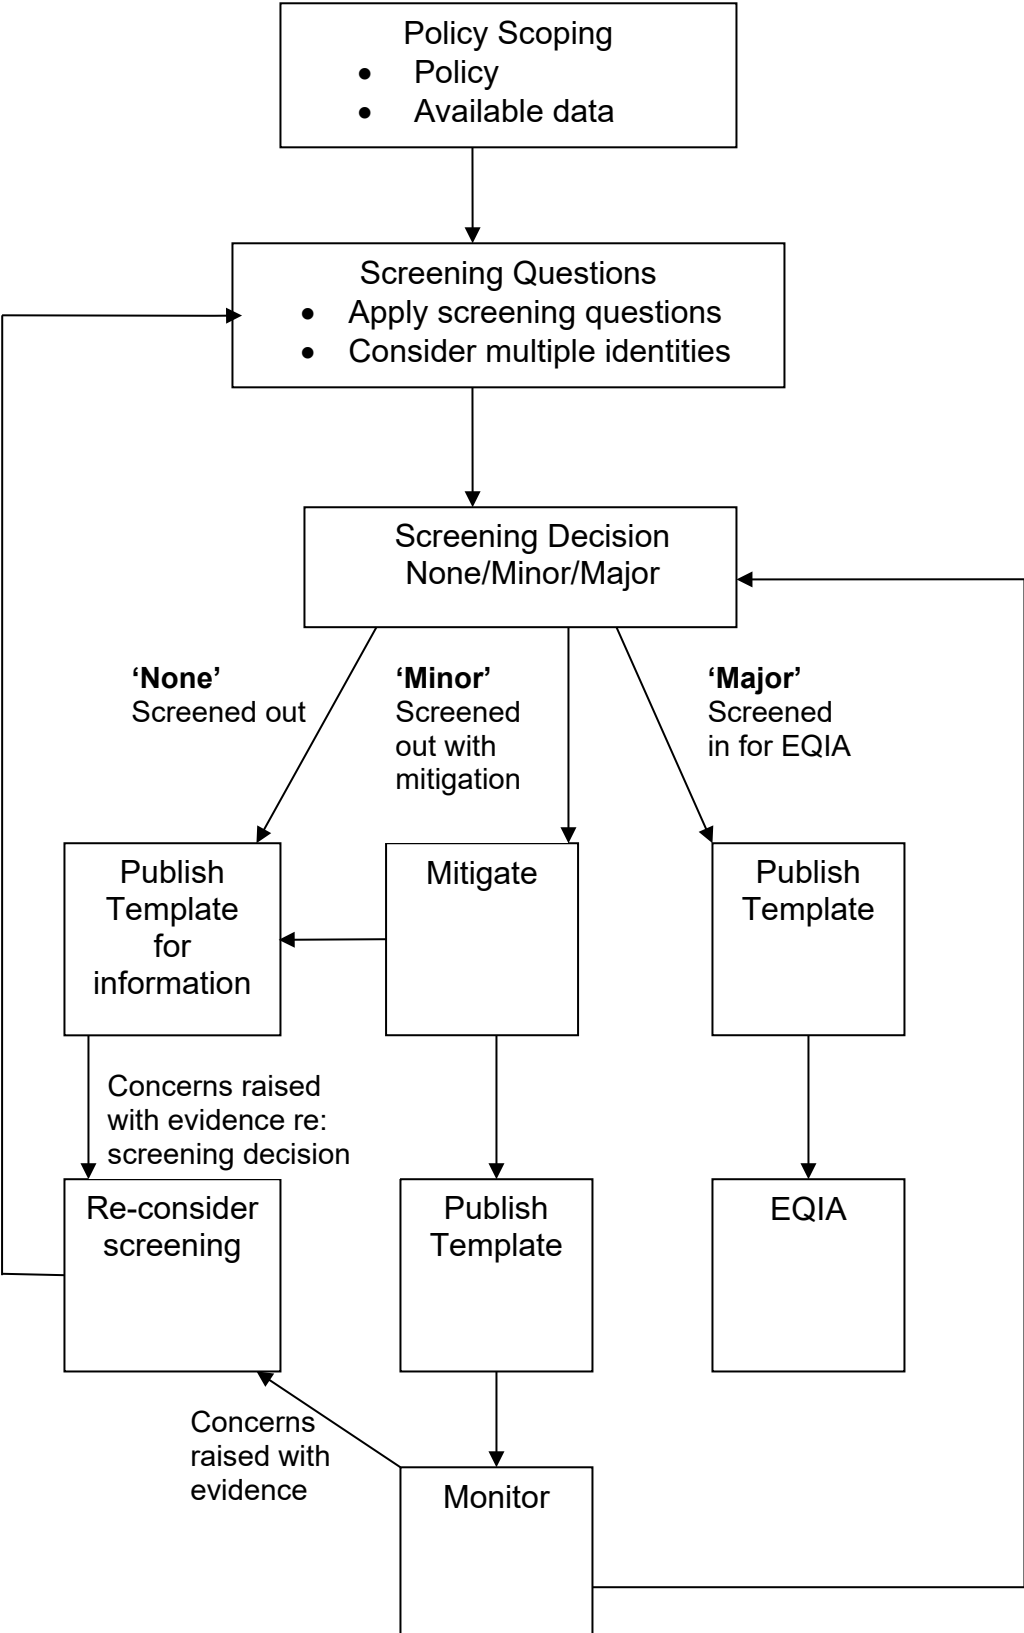 Policy Scoping
• Policy
• Available data
Screening Questions
• Apply screening questions
• Consider multiple identities
Screening Decision
None/Minor/Major
‘None’
Screened out
‘Minor’
Screened
out with
mitigation
‘Major’
Screened
in for EQIA
Publish
Template
for
information
Mitigate
Publish
Template
Concerns raised
with evidence re:
screening decision
Re-consider
screening
Publish
Template
EQIA
Concerns
raised with
evidence
Monitor